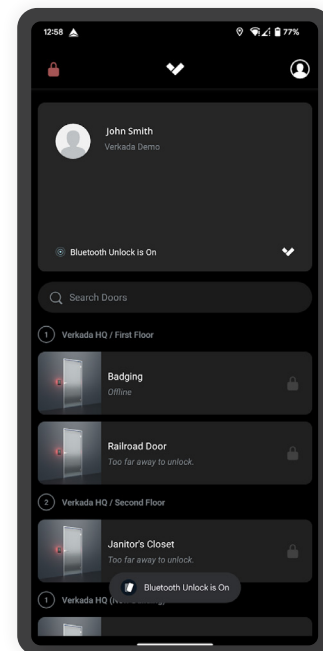 12:58
77%
John Smith
Verkada Demo
Bluetooth Unlock is On
Search Doors
1 Verkada HQ / First Floor
Badging
Offline
Railroad Door
Too far away to unlock.
2 Verkada HQ / Second Floor
Janitor's Closet
Too far away to unlock.
Bluetooth Unlock is On
1 Verkada HQ